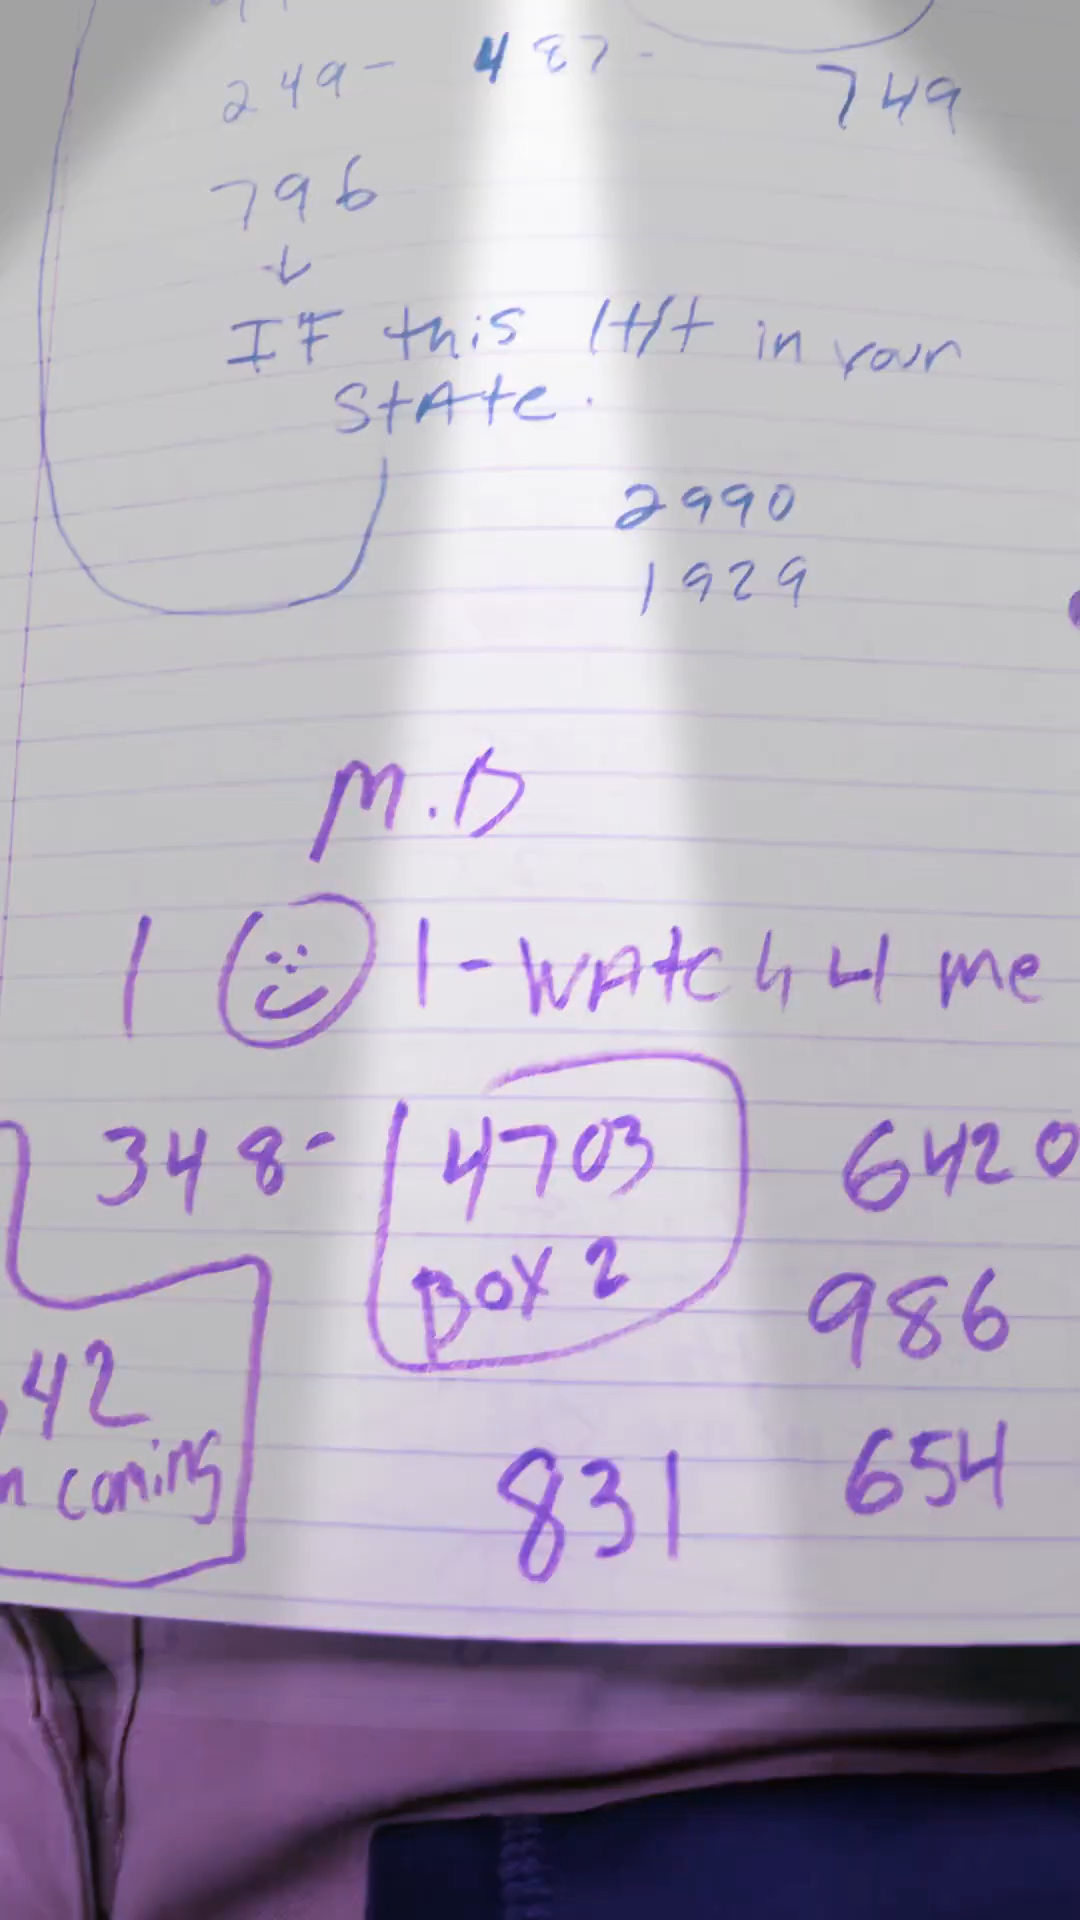 249- 487- 749
796
↓
IF this Hit in your
StAte.
2990
1929
M.D
1 1-WAtch 4 me
348- 4703 6420
BOX 2
986
42
coming
831 654